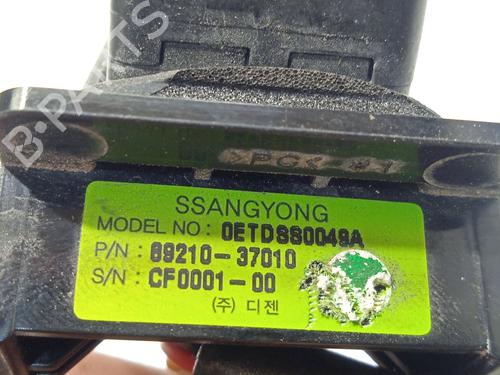 B-PARTS
SSANGYONG
MODEL NO: 0ETDSS0049A
P/N: 89210-37010
S/N: CF0001-00
(주) 디젠